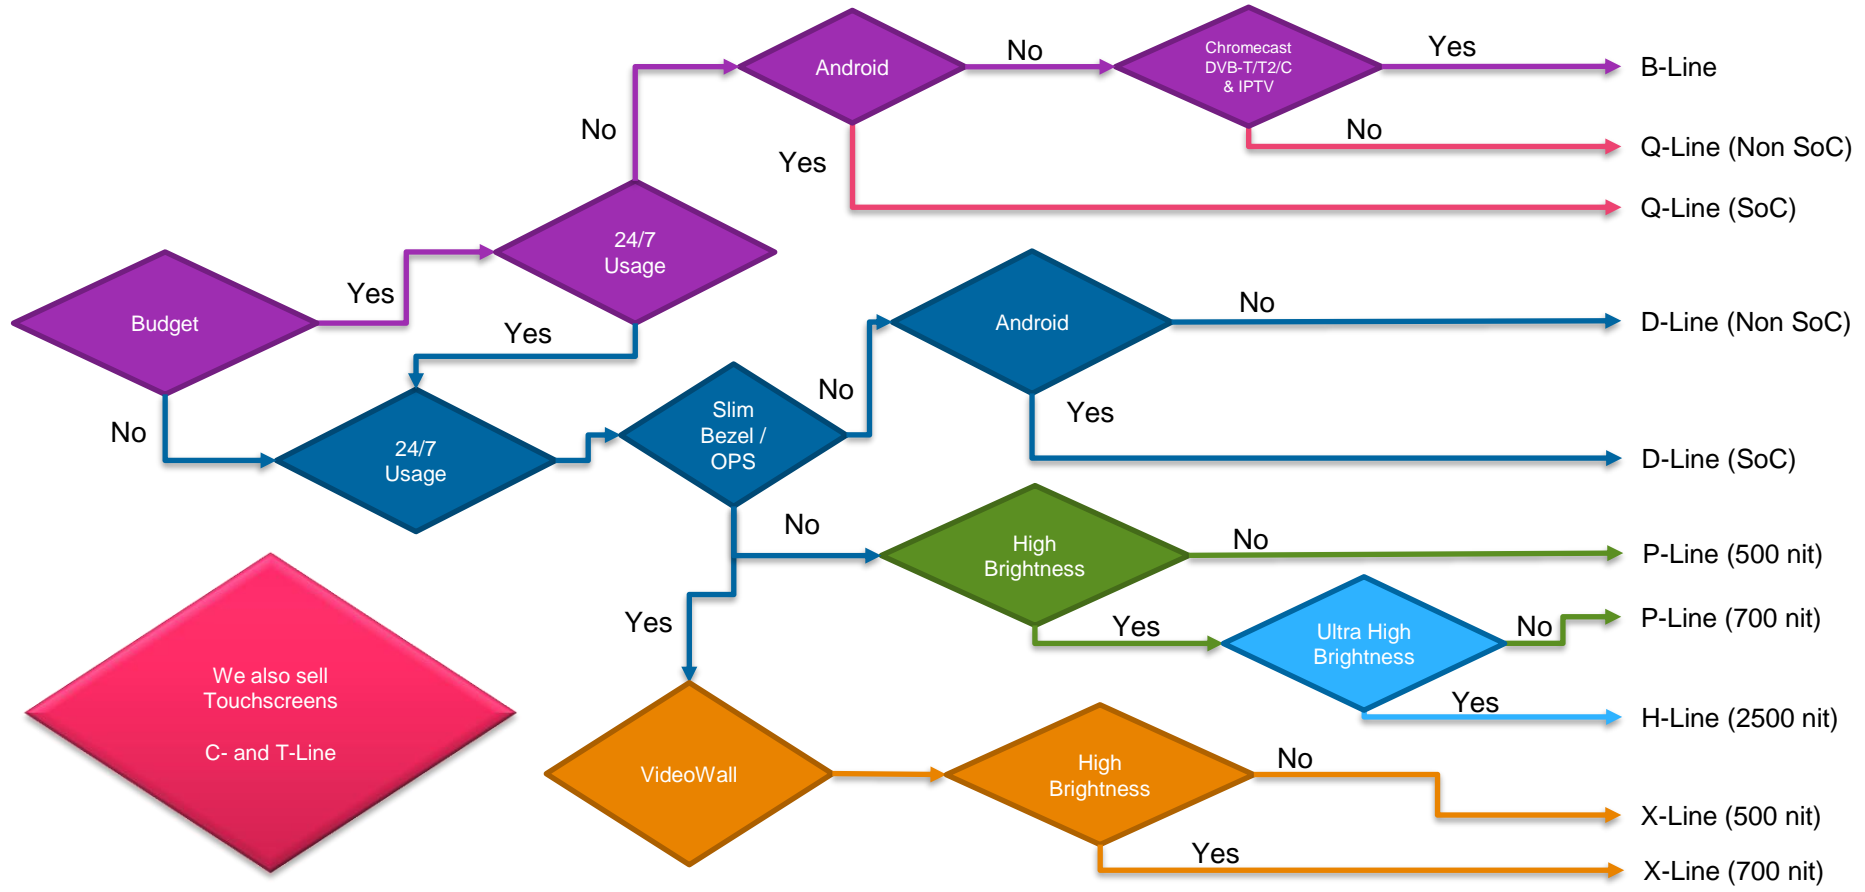 Android
No
Chromecast
DVB-T/T2/C
& IPTV
Yes
B-Line
No
No
Q-Line (Non SoC)
Yes
Q-Line (SoC)
24/7
Usage
Budget
Yes
Yes
Android
No
D-Line (Non SoC)
No
24/7
Usage
Slim
Bezel /
OPS
No
Yes
D-Line (SoC)
No
High
Brightness
No
P-Line (500 nit)
Yes
Yes
Ultra High
Brightness
No
P-Line (700 nit)
Yes
H-Line (2500 nit)
We also sell
Touchscreens
C- and T-Line
VideoWall
High
Brightness
No
X-Line (500 nit)
Yes
X-Line (700 nit)